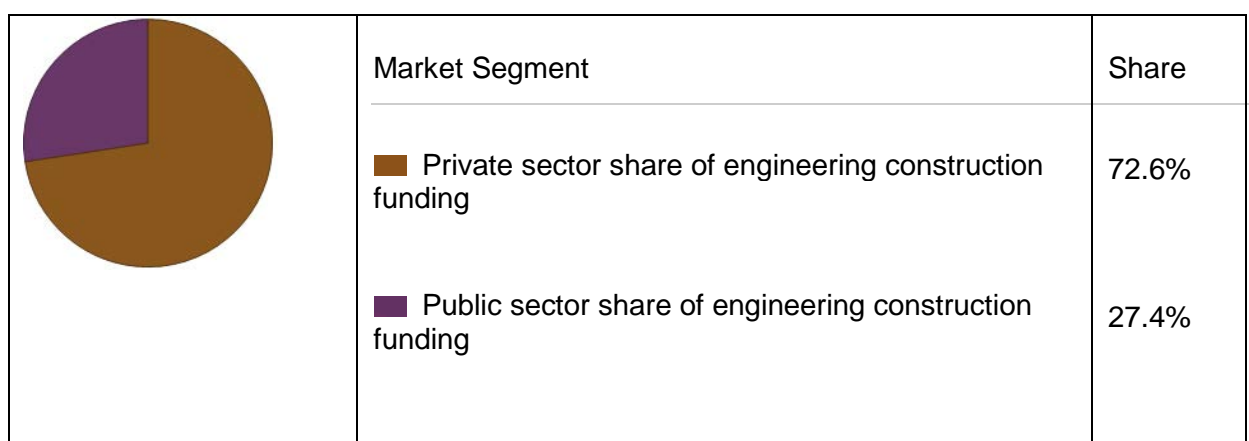 Market Segment Share
Private sector share of engineering construction 72.6%
funding
Public sector share of engineering construction 27.4%
funding